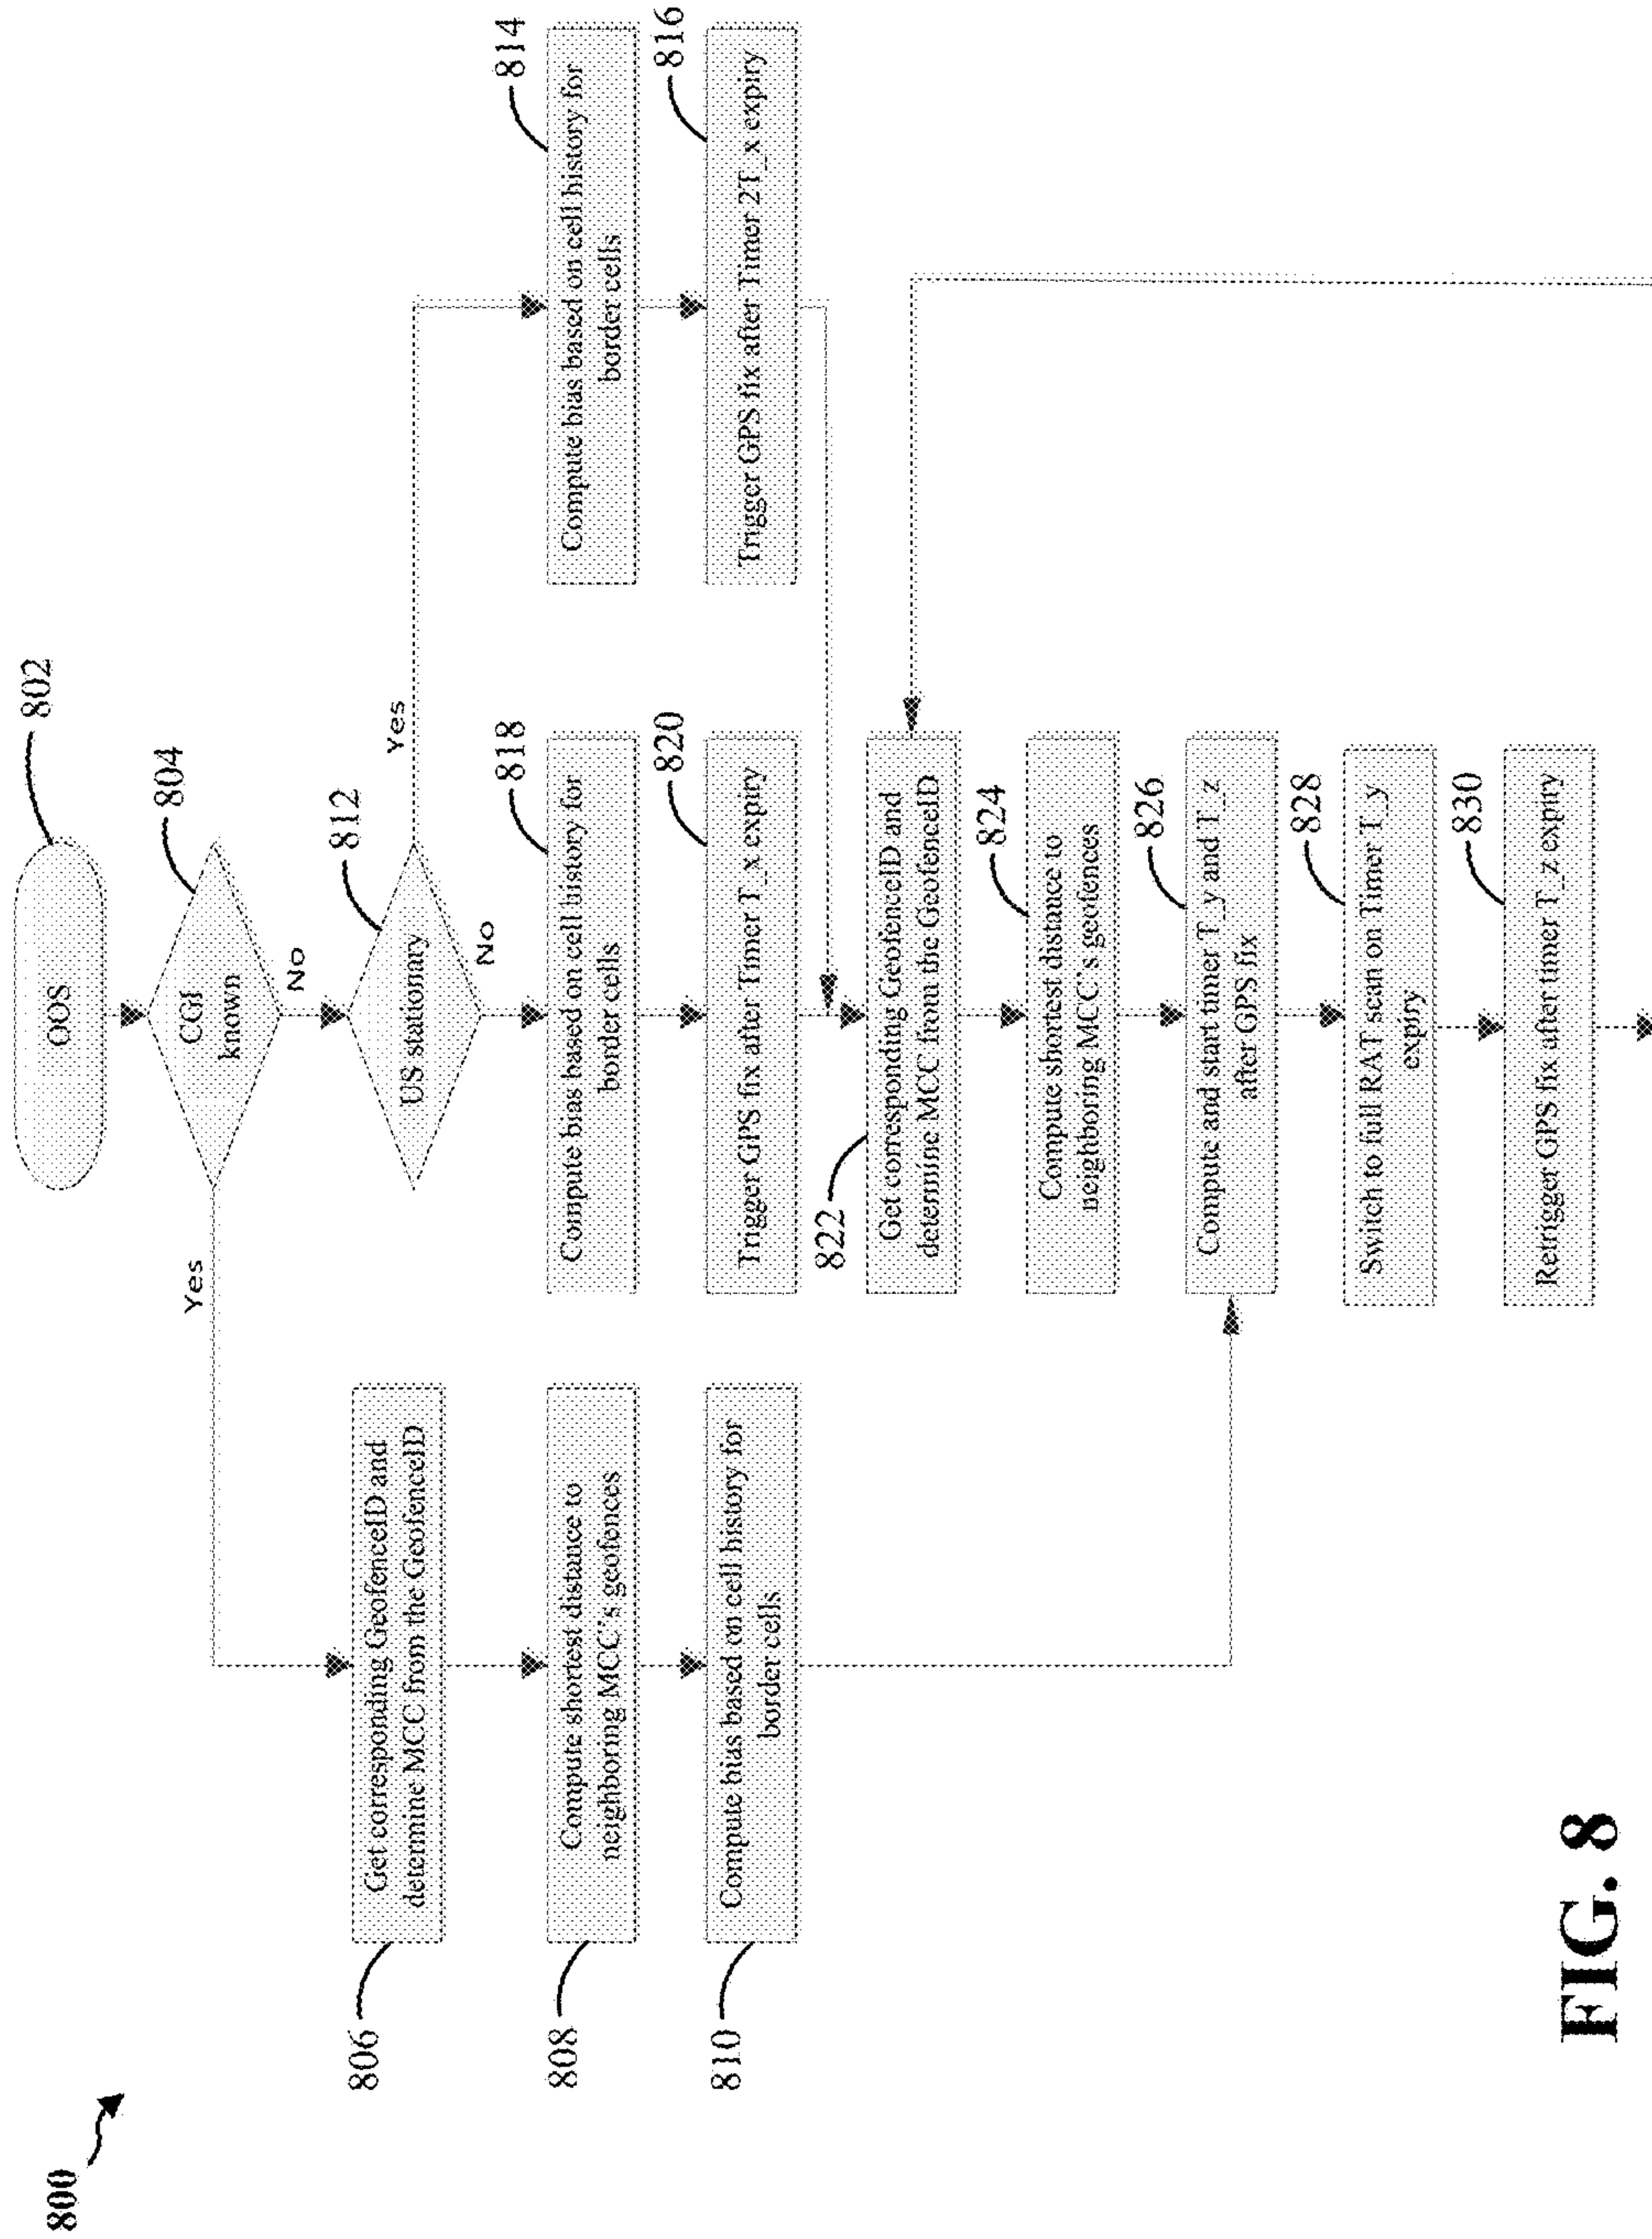 800
OOS
802
CGI
known
804
Yes
No
Get corresponding GeofenceID and
determine MCC from the GeofenceID
806
US stationary
812
Yes
No
Compute shortest distance to
neighboring MCC's geofences
808
Compute bias based on cell history for
border cells
818
Compute bias based on cell history for
border cells
814
Compute bias based on cell history for
border cells
810
Trigger GPS fix after Timer T_x expiry
820
Trigger GPS fix after Timer 2T_x expiry
816
822
Get corresponding GeofenceID and
determine MCC from the GeofenceID
Compute shortest distance to
neighboring MCC's geofences
824
Compute and start timer T_y and T_z
after GPS fix
826
Switch to full RAT scan on Timer T_y
expiry
828
Retrigger GPS fix after timer T_z expiry
830
FIG. 8